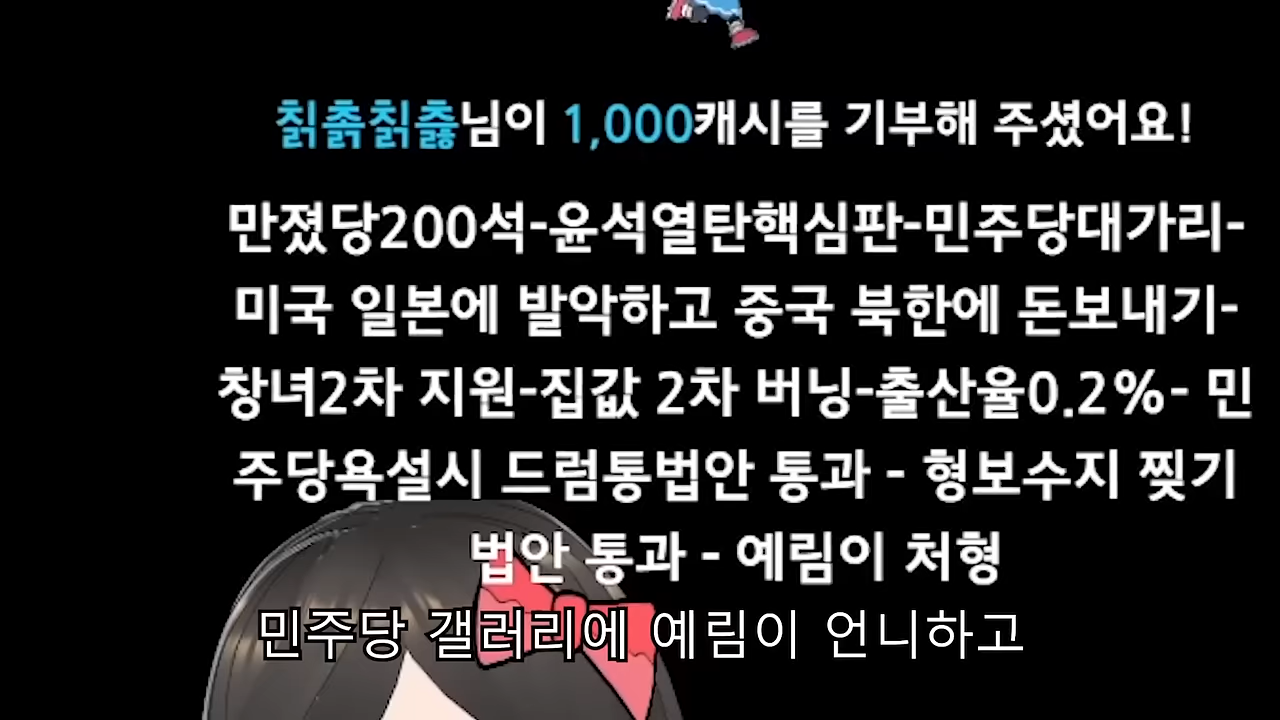 칡촑칡츯님이 1,000캐시를 기부해 주셨어요!
만졌당200석-윤석열탄핵심판-민주당대가리-
미국 일본에 발악하고 중국 북한에 돈보내기-
창녀2차 지원-집값 2차 버닝-출산율0.2%- 민
주당욕설시 드럼통법안 통과 - 형보수지 찢기
법안 통과 - 예림이 처형
민주당 갤러리에 예림이 언니하고